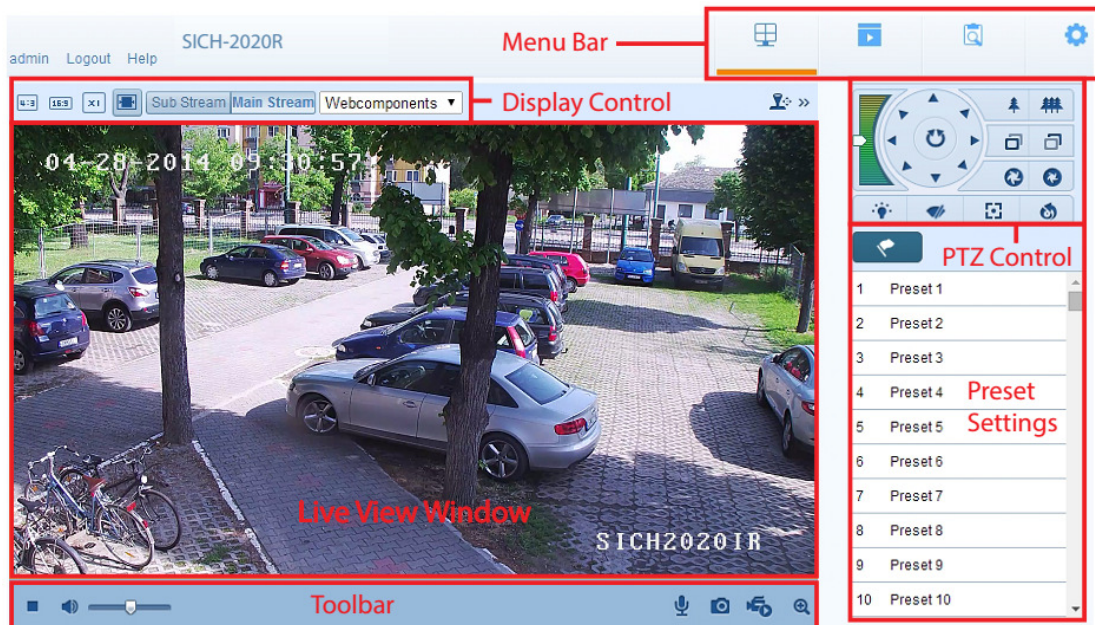 SICH-2020R
admin Logout Help
Menu Bar
4:3 16:9 X1 Sub Stream Main Stream Webcomponents
Display Control
04-28-2014 09:30:57
PTZ Control
1 Preset 1
2 Preset 2
3 Preset 3
4 Preset 4
5 Preset 5
6 Preset 6
7 Preset 7
8 Preset 8
9 Preset 9
10 Preset 10
Preset
Settings
Live View Window
SICH2020IR
Toolbar